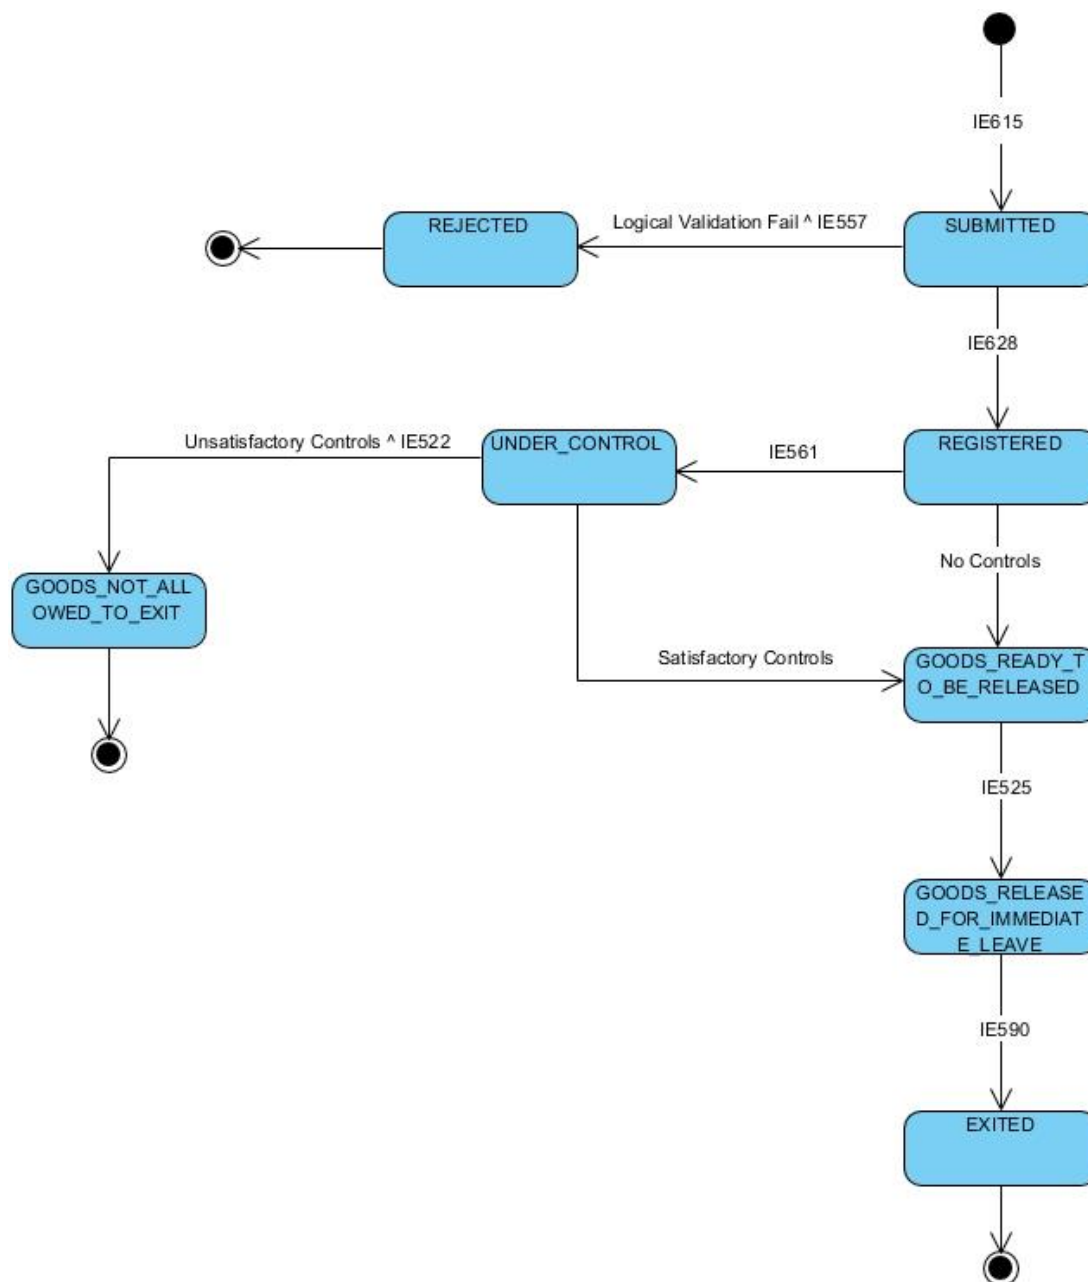 IE615
Logical Validation Fail ^ IE557
REJECTED
SUBMITTED
IE628
Unsatisfactory Controls ^ IE522
UNDER_CONTROL
IE561
REGISTERED
No Controls
GOODS_NOT_ALL
OWED_TO_EXIT
Satisfactory Controls
GOODS_READY_T
O_BE_RELEASED
IE525
GOODS_RELEASE
D_FOR_IMMEDIAT
E_LEAVE
IE590
EXITED